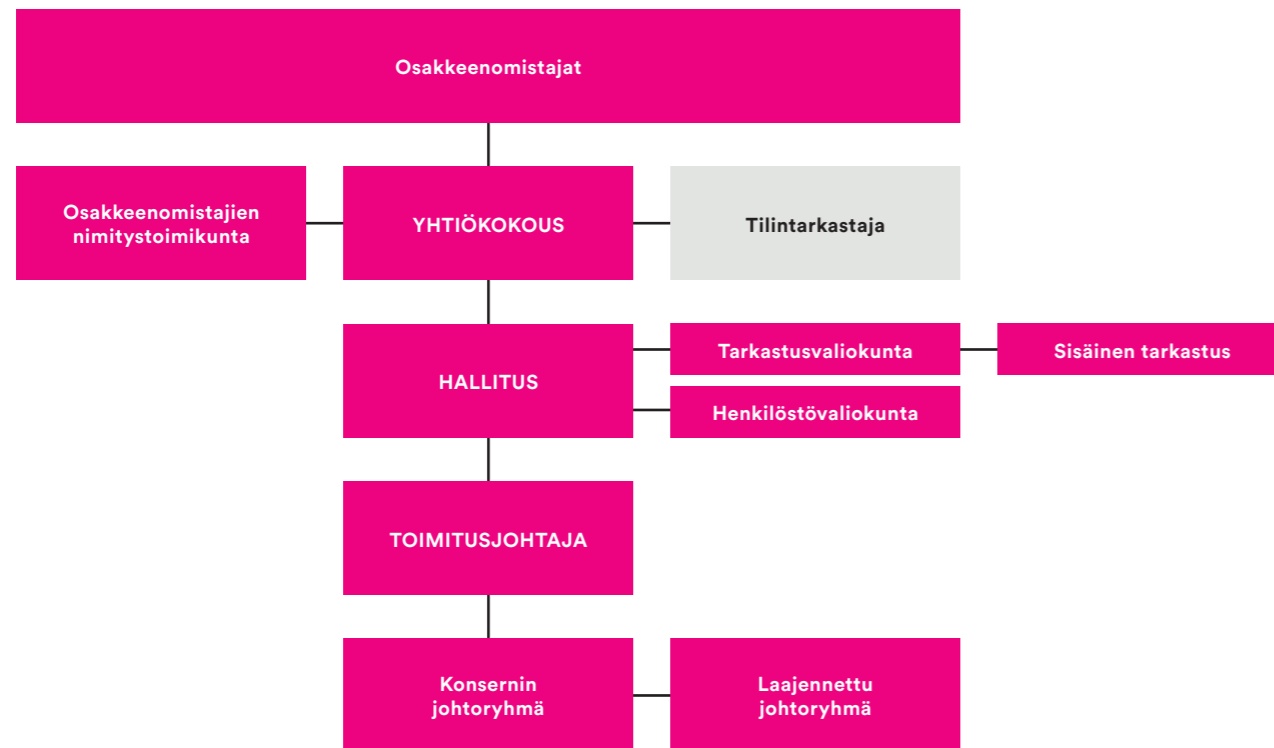 Osakkeenomistajat
Osakkeenomistajien
nimitystoimikunta
YHTIÖKOKOUS
Tilintarkastaja
HALLITUS
Tarkastusvaliokunta
Sisäinen tarkastus
Henkilöstövaliokunta
TOIMITUSJOHTAJA
Konsernin
johtoryhmä
Laajennettu
johtoryhmä